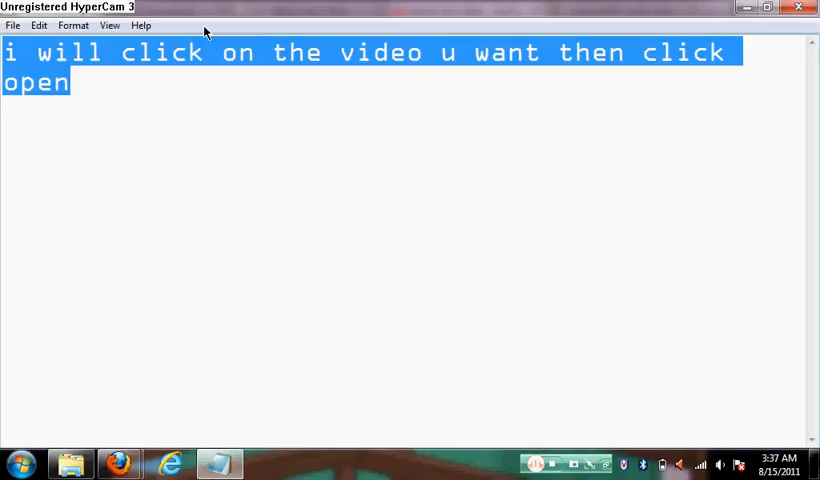 Unregistered HyperCam 3
File Edit Format View Help
i will click on the video u want then click
open
3:37 AM
8/15/2011